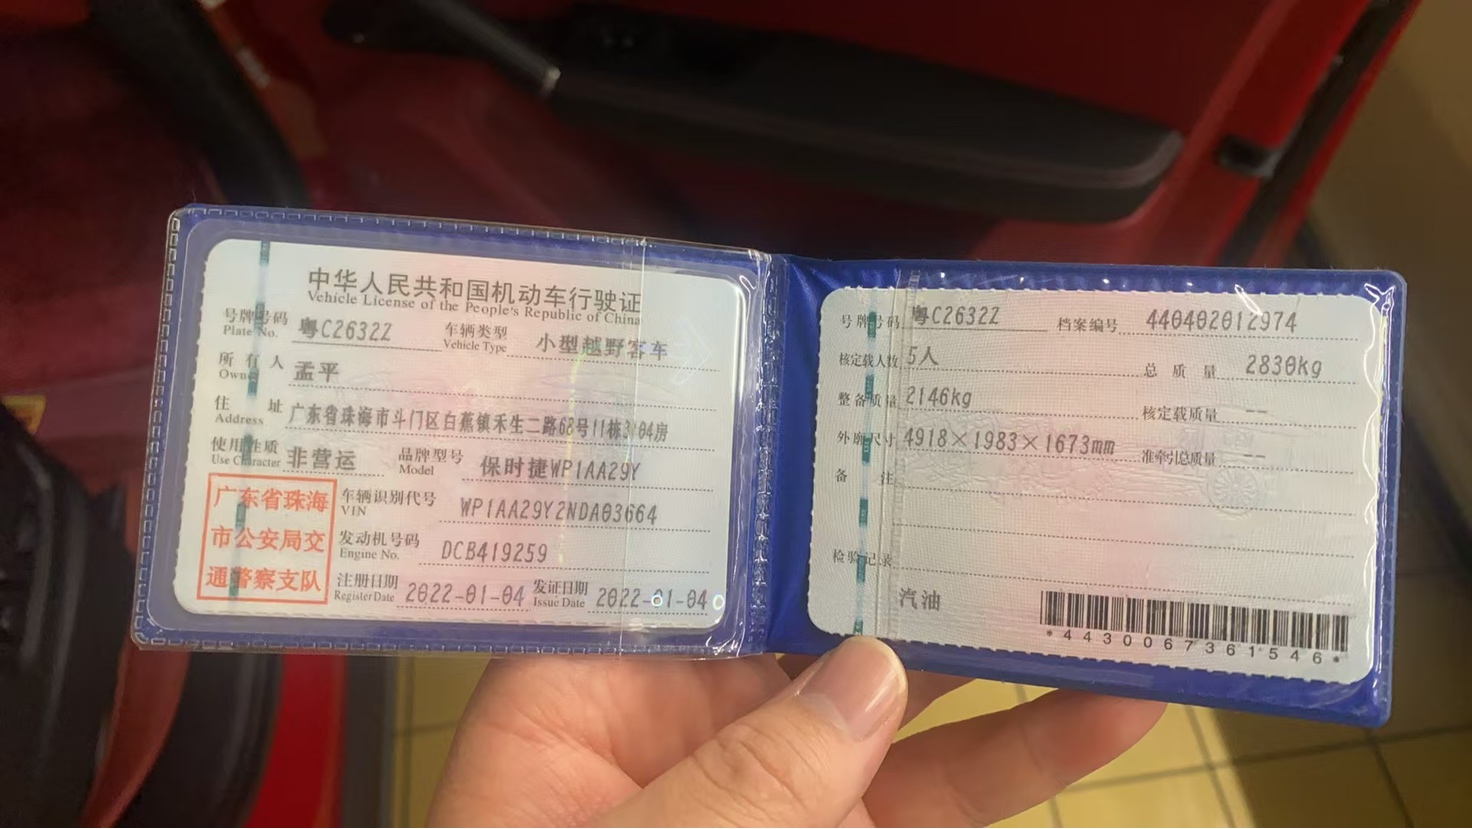 中华人民共和国机动车行驶证
Vehicle License of the People's Republic of China
号牌号码 粤C2632Z 车辆类型 小型越野客车
Plate No. Vehicle Type
所有人 孟平
Owner
住址 广东省珠海市斗门区白蕉镇禾生二路68号11栋3104房
Address
使用性质 非营运 品牌型号 保时捷WP1AA29Y
Use Character Model
广东省珠海
市公安局交
通警察支队
车辆识别代号 WP1AA29Y2NDA03664
VIN
发动机号码 DCB419259
Engine No.
注册日期 2022-01-04 发证日期 2022-01-04
Register Date Issue Date
号牌号码 粤C2632Z 档案编号 440402012974
核定载人数 5人 总质量 2830kg
整备质量 2146kg 核定载质量 --
外廓尺寸 4918×1983×1673mm 准牵引总质量 --
备注
检验记录
汽油
*4430067361546*